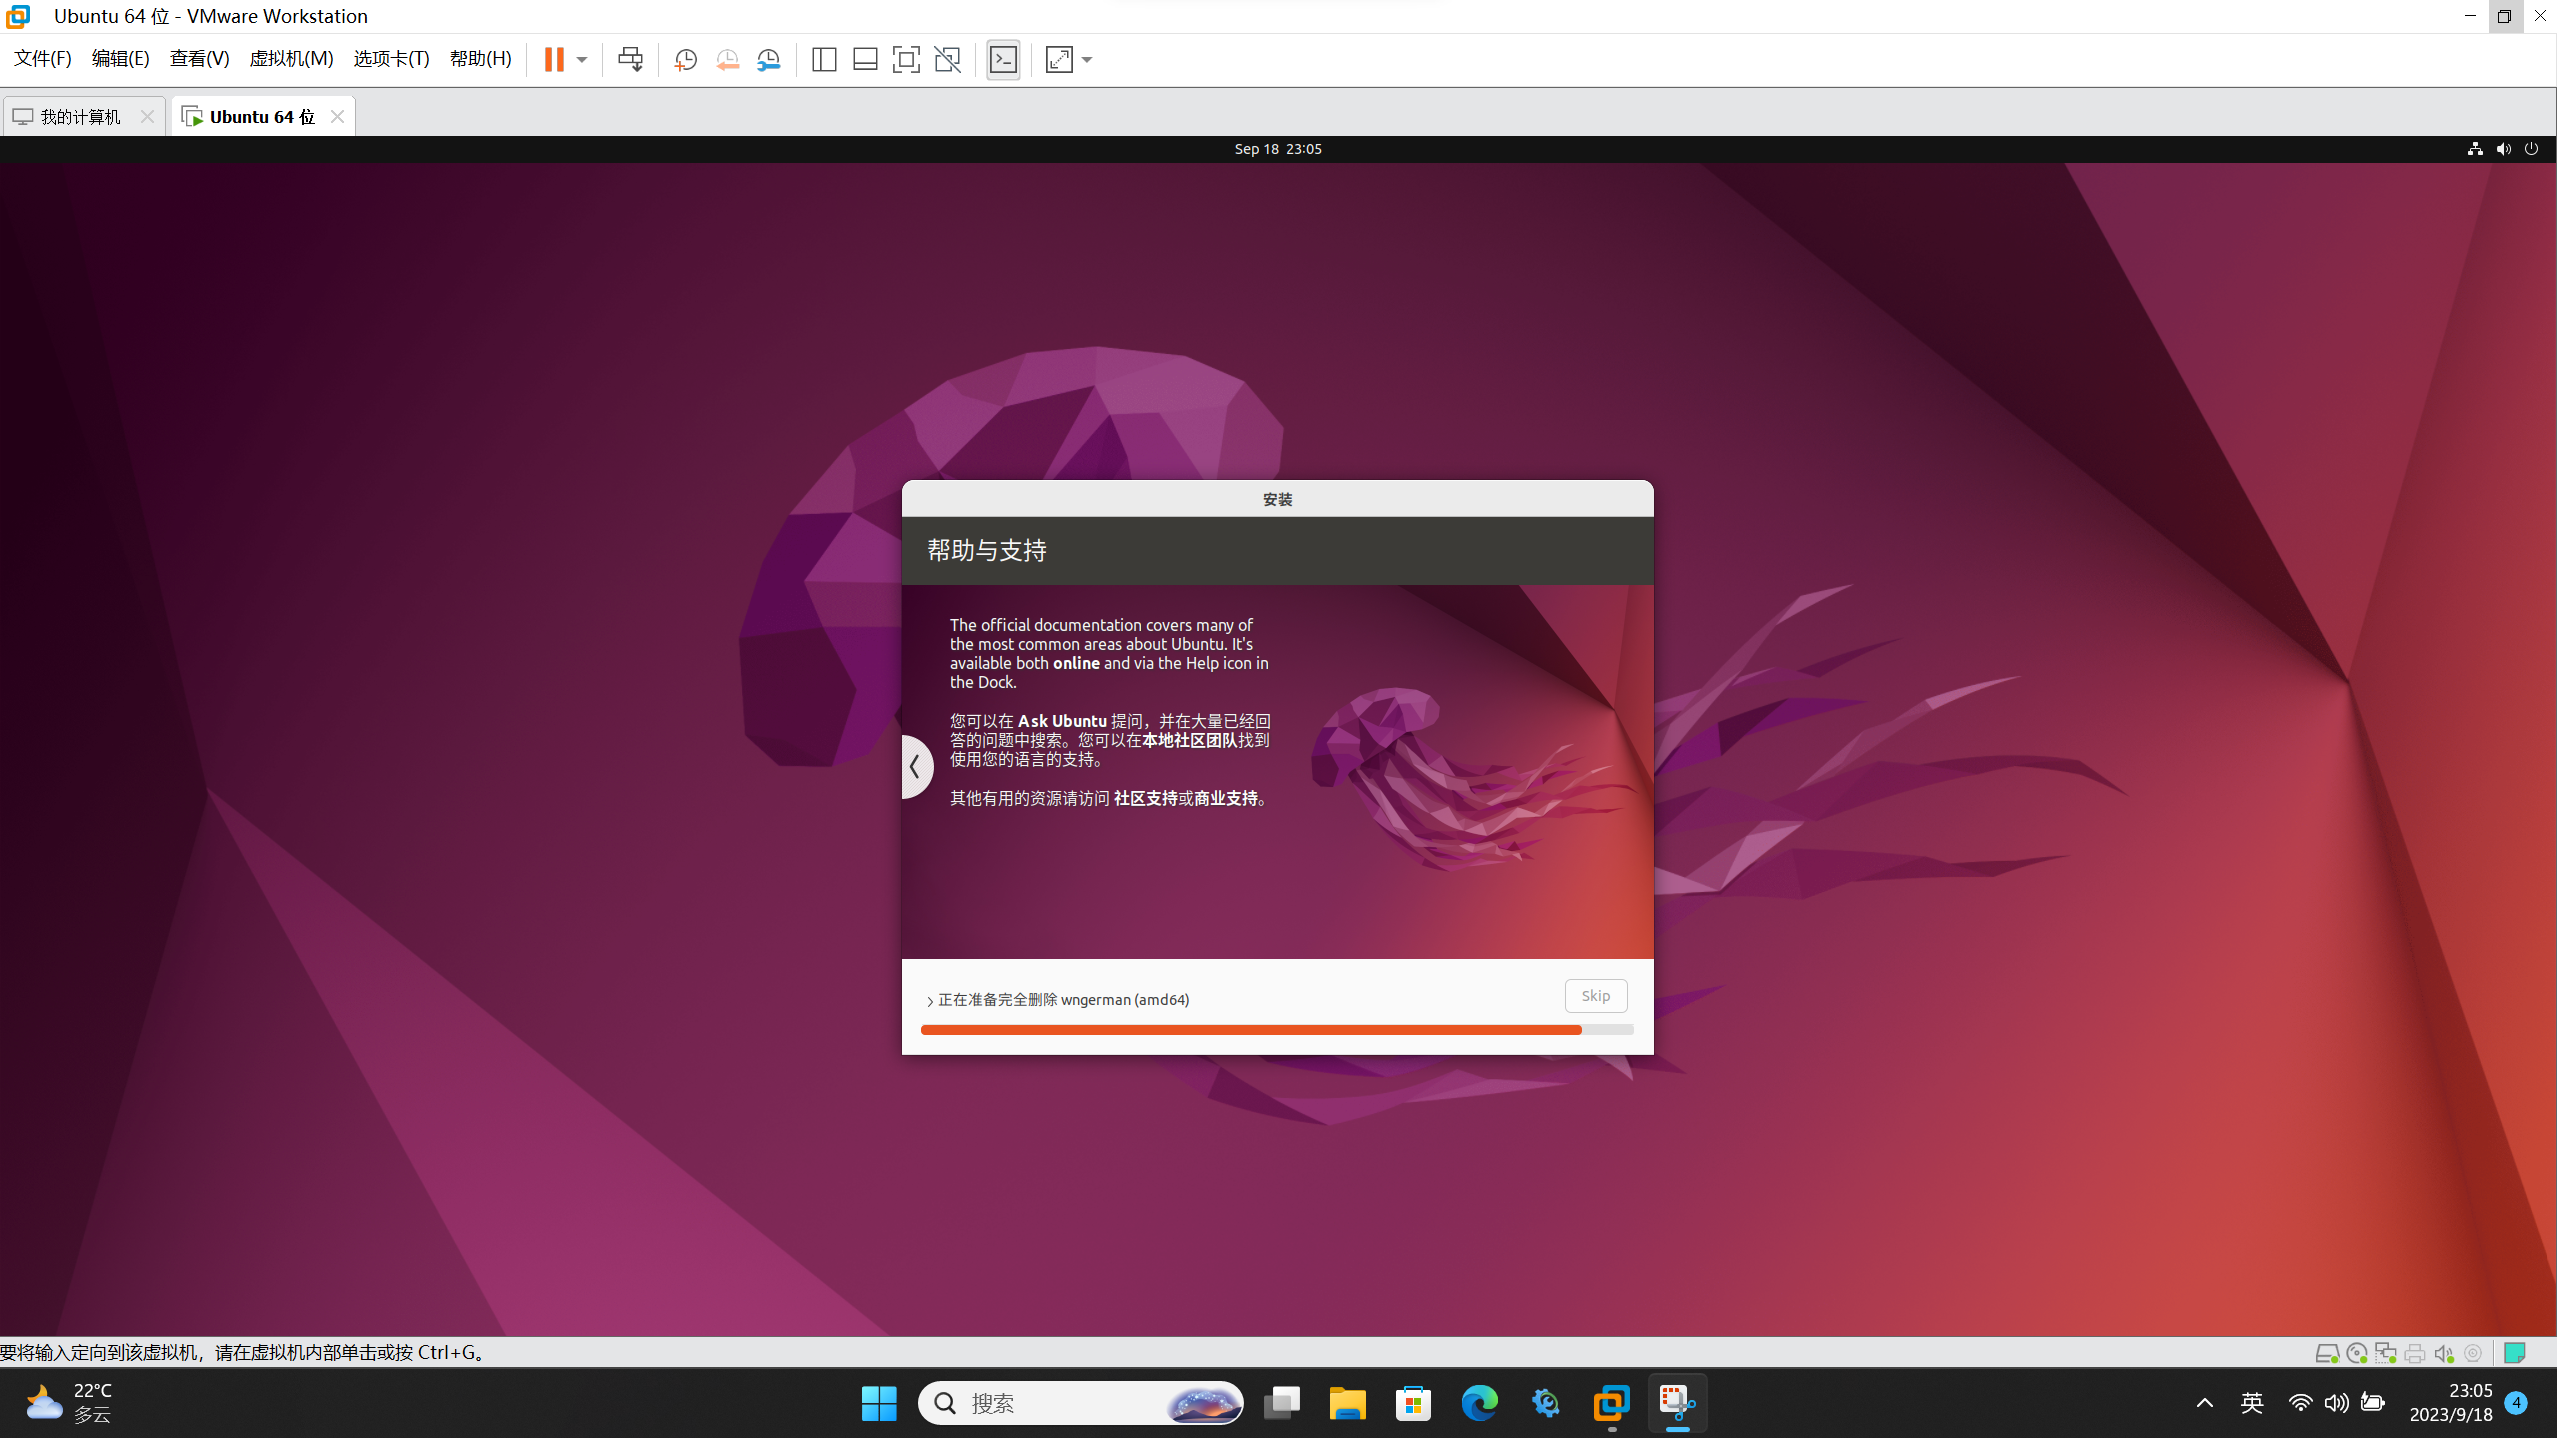 Ubuntu 64 位 - VMware Workstation
文件(F) 编辑(E) 查看(V) 虚拟机(M) 选项卡(T) 帮助(H)
我的计算机 Ubuntu 64 位
Sep 18 23:05
安装
帮助与支持
The official documentation covers many of
the most common areas about Ubuntu. It's
available both online and via the Help icon in
the Dock.
您可以在 Ask Ubuntu 提问，并在大量已经回
答的问题中搜索。您可以在本地社区团队找到
使用您的语言的支持。
其他有用的资源请访问 社区支持或商业支持。
正在准备完全删除 wngerman (amd64)
Skip
要将输入定向到该虚拟机，请在虚拟机内部单击或按 Ctrl+G。
22°C
多云
搜索
英
23:05
2023/9/18
4